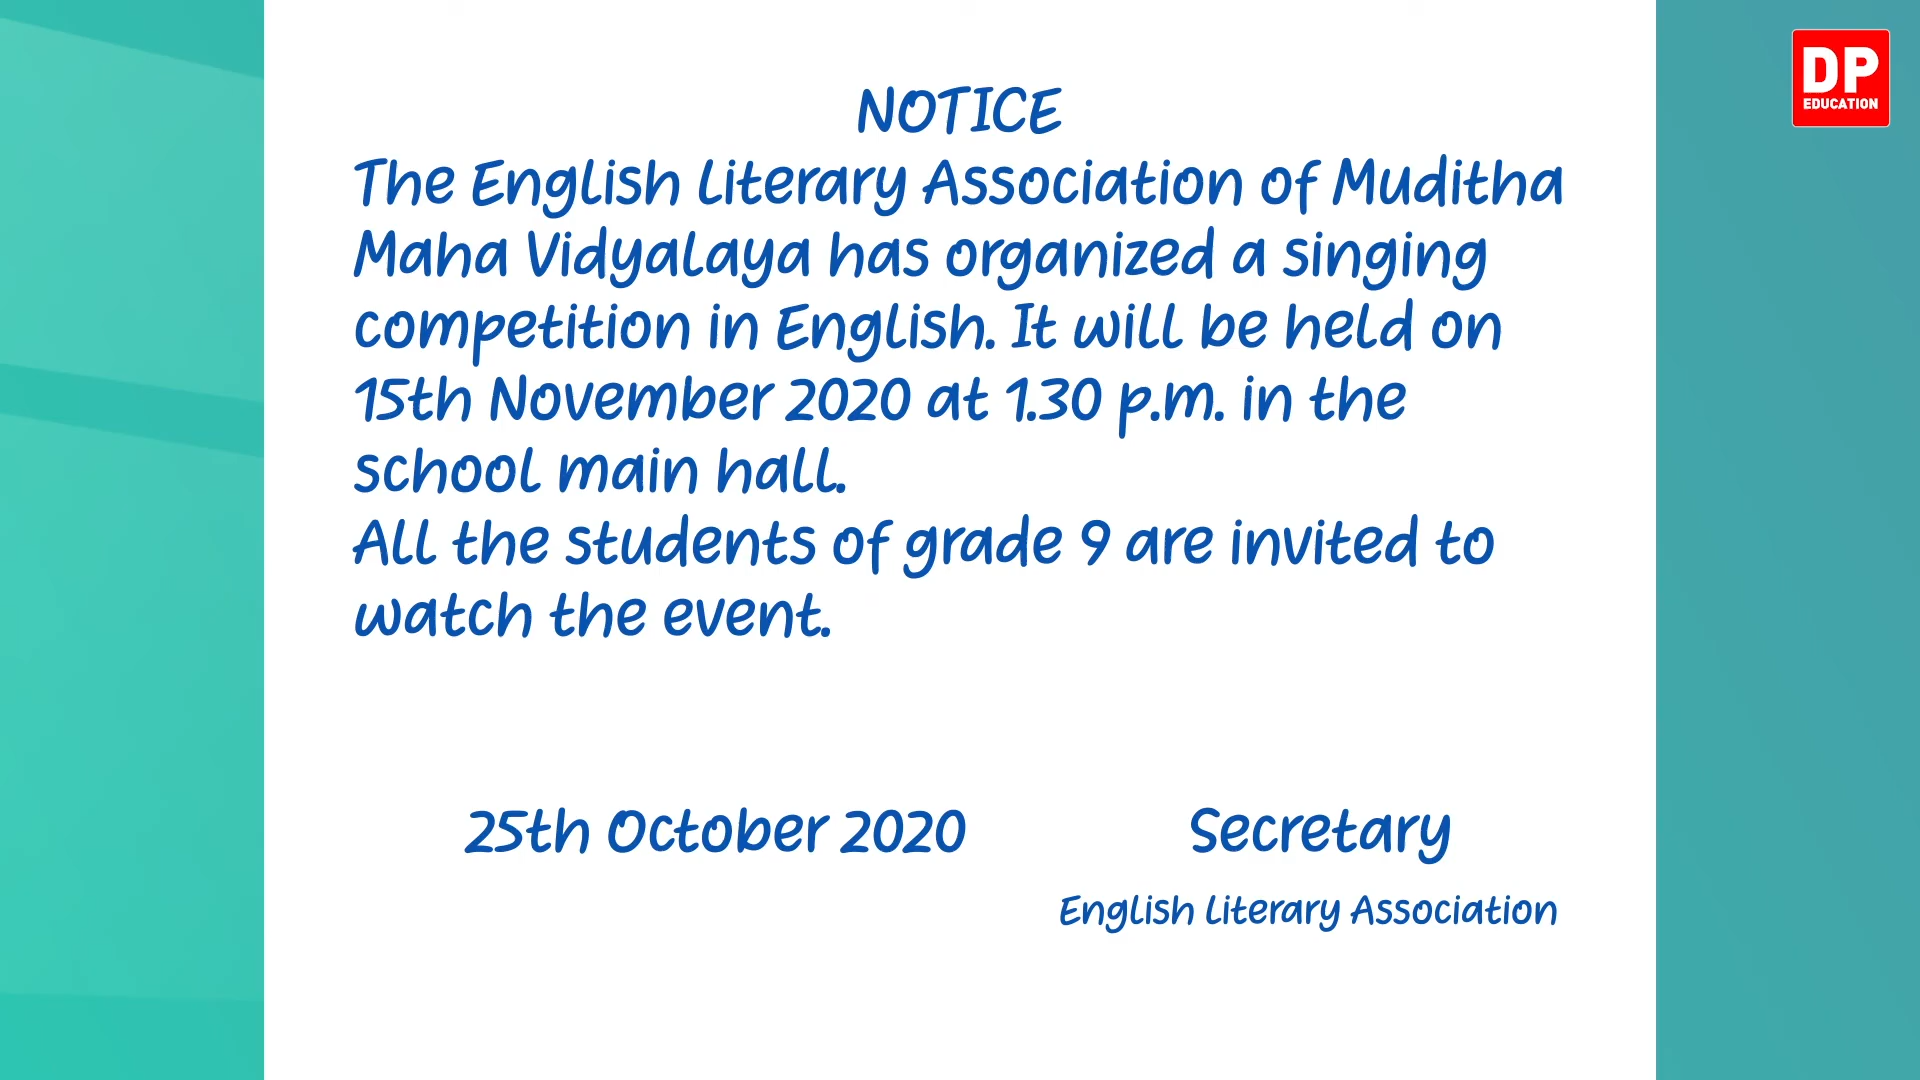 DP
EDUCATION
NOTICE
The English Literary Association of Muditha
Maha Vidyalaya has organized a singing
competition in English. It will be held on
15th November 2020 at 1.30 p.m. in the
school main hall.
All the students of grade 9 are invited to
watch the event.
25th October 2020 Secretary
English Literary Association